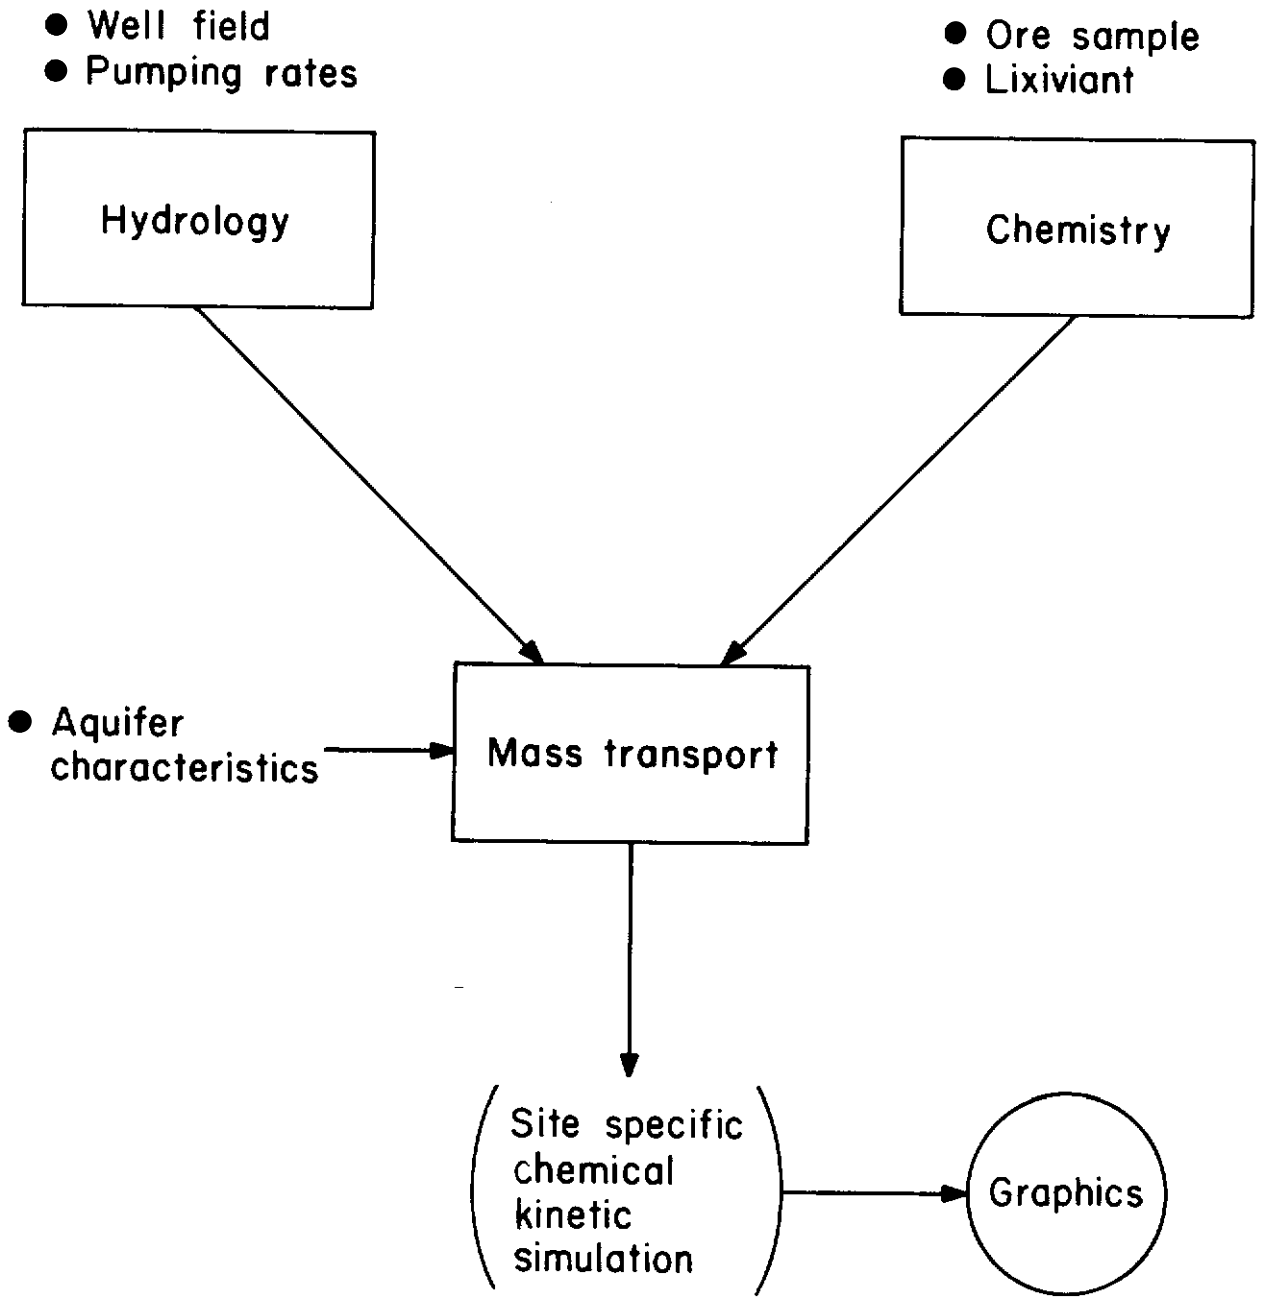 ● Well field
● Pumping rates
● Ore sample
● Lixiviant
Hydrology
Chemistry
● Aquifer
characteristics
Mass transport
Site specific
chemical
kinetic
simulation
Graphics